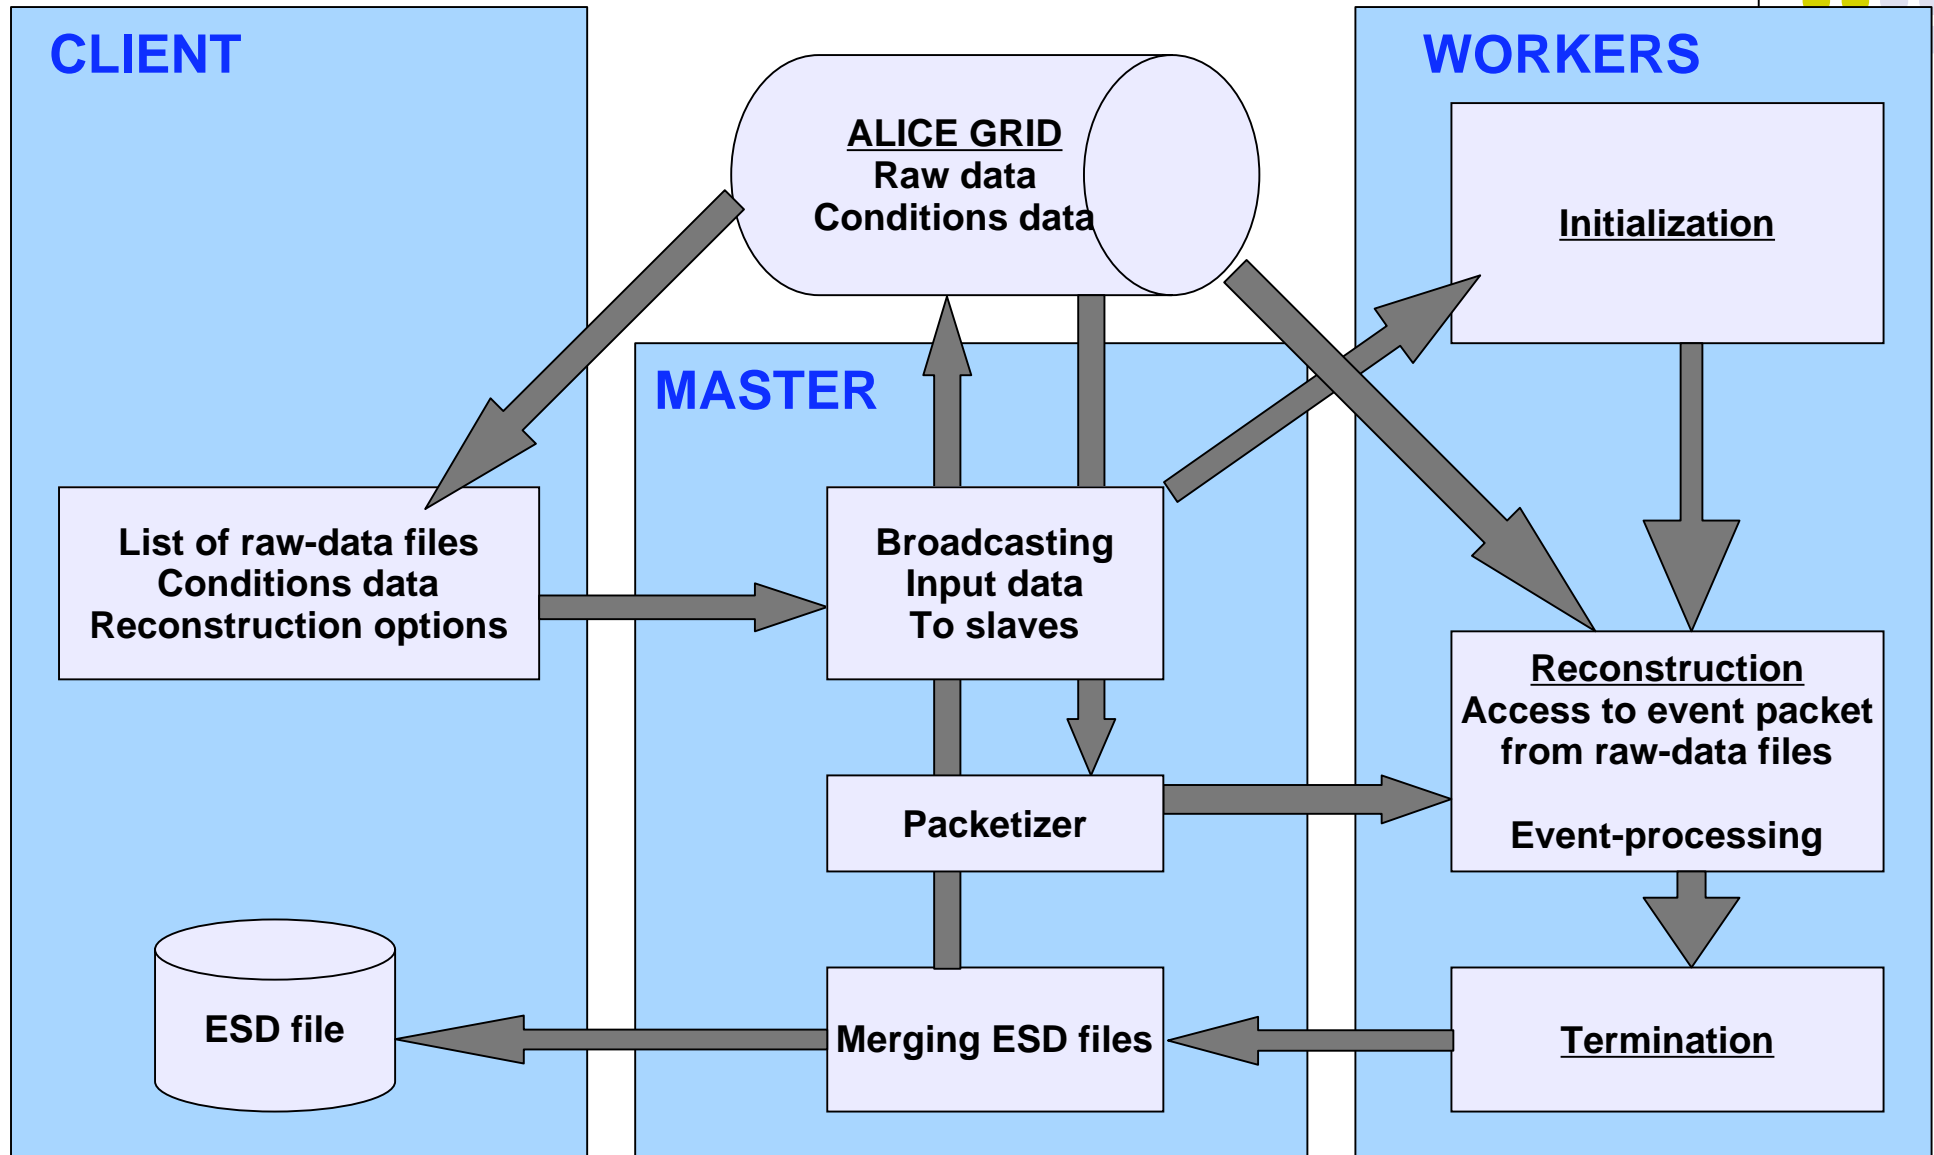 CLIENT
ALICE GRID
Raw data
Conditions data
WORKERS
Initialization
MASTER
List of raw-data files
Conditions data
Reconstruction options
Broadcasting
Input data
To slaves
Reconstruction
Access to event packet
from raw-data files
Event-processing
Packetizer
ESD file
Merging ESD files
Termination